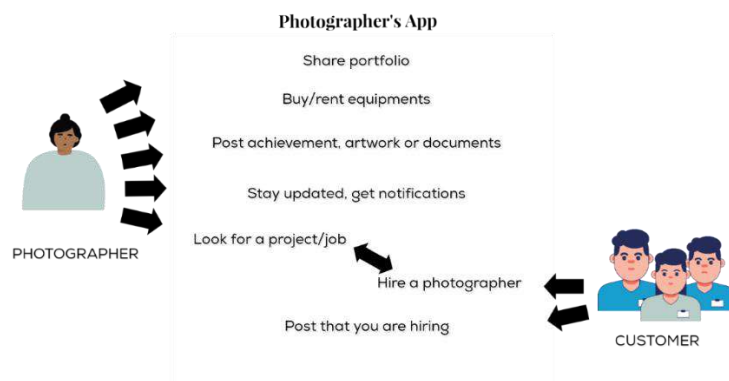 Photographer's App
Share portfolio
Buy/rent equipments
Post achievement, artwork or documents
Stay updated, get notifications
Look for a project/job
PHOTOGRAPHER
Hire a photographer
Post that you are hiring
CUSTOMER